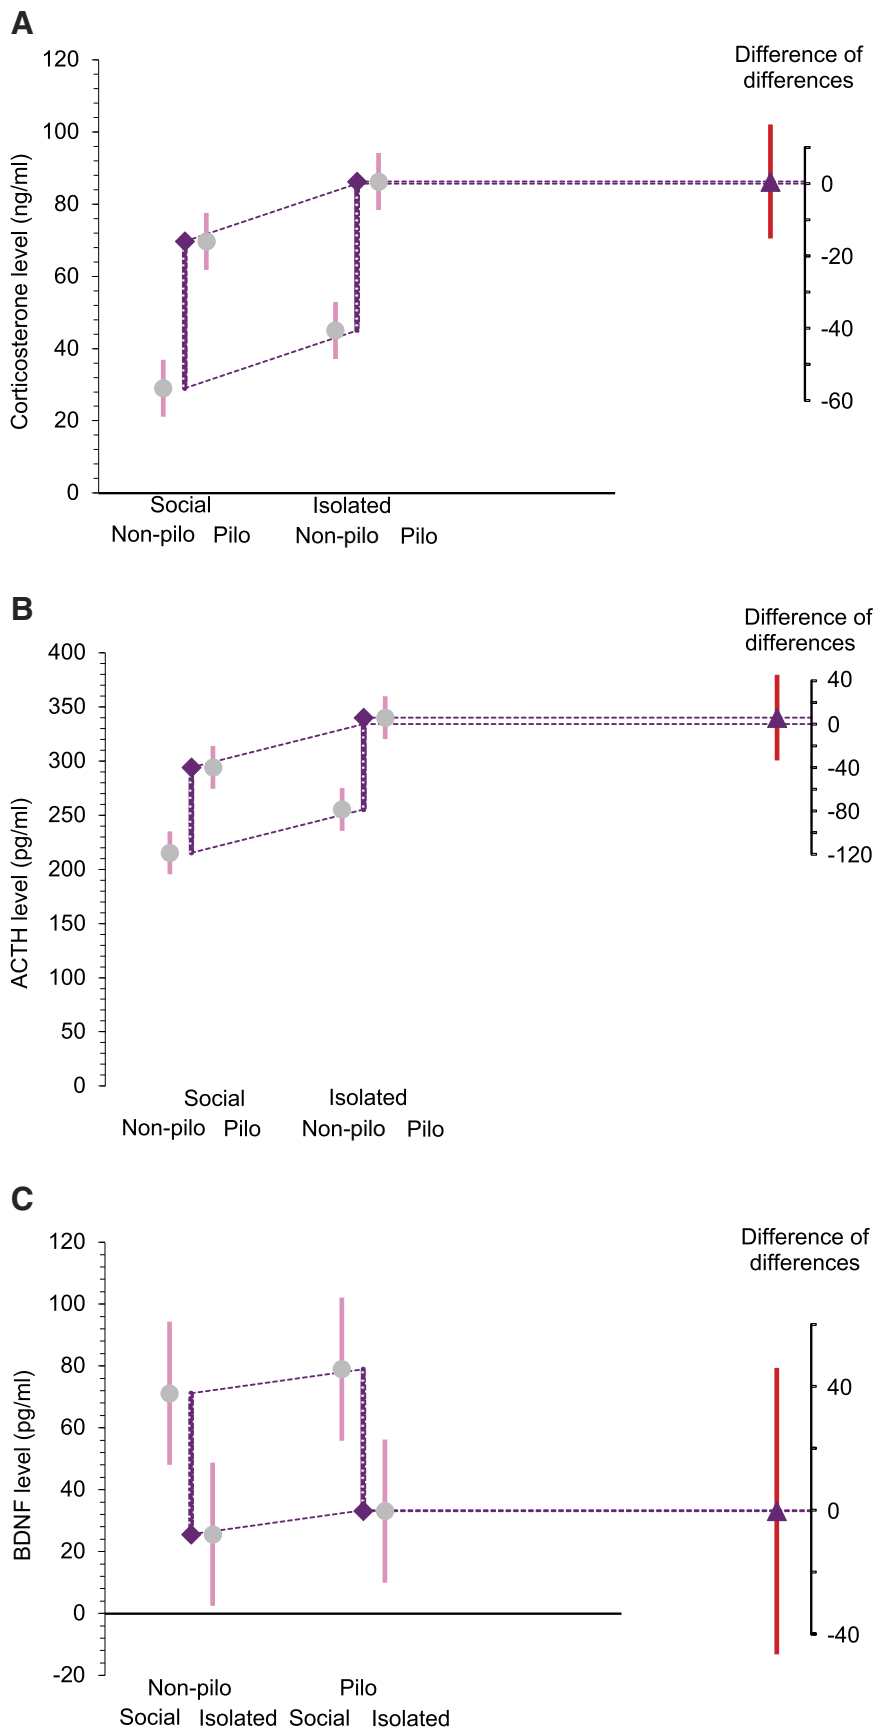 A
Difference of
differences
120
100
80
60
40
20
0
Corticosterone level (ng/ml)
0
-20
-40
-60
Social
Isolated
Non-pilo Pilo
Non-pilo Pilo
B
Difference of
differences
400
350
300
250
200
150
100
50
0
ACTH level (pg/ml)
40
0
-40
-80
-120
Social
Isolated
Non-pilo Pilo
Non-pilo Pilo
C
Difference of
differences
120
100
80
60
40
20
0
-20
BDNF level (pg/ml)
40
0
-40
Non-pilo
Pilo
Social Isolated
Social Isolated